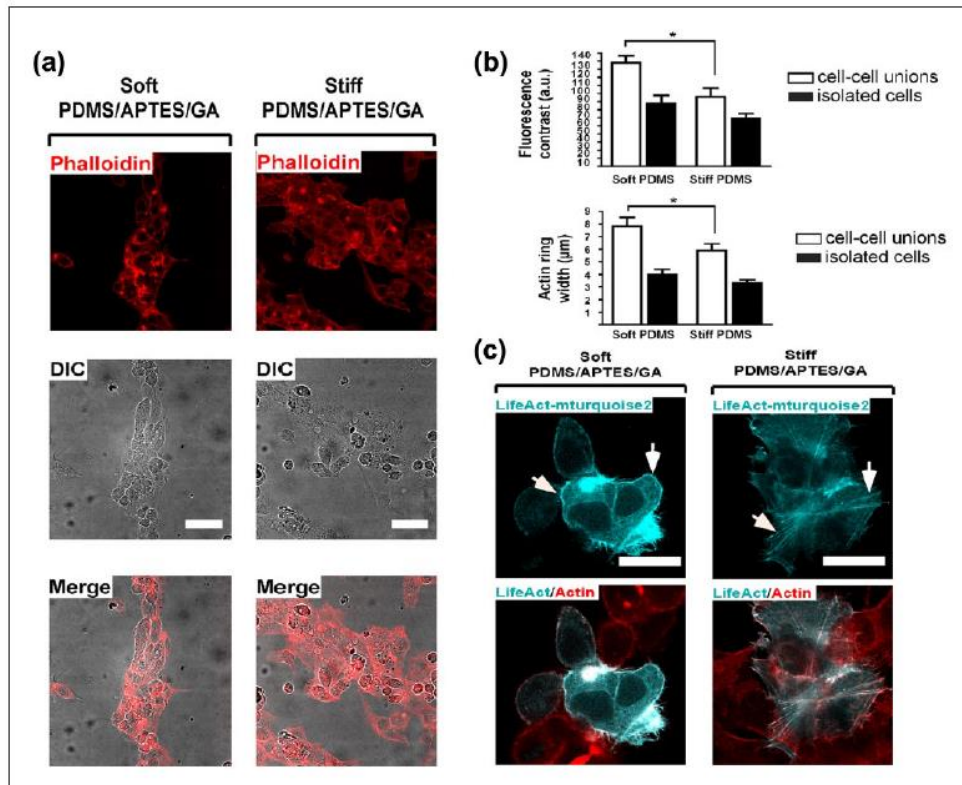 (a)
Soft
PDMS/APTES/GA
Stiff
PDMS/APTES/GA
Phalloidin
Phalloidin
DIC
DIC
Merge
Merge
(b)
*
Fluorescence
contrast (a.u.)
140
130
120
110
100
90
80
70
60
50
40
30
20
10
Soft PDMS
Stiff PDMS
cell-cell unions
isolated cells
*
Actin ring
width (µm)
9
8
7
6
5
4
3
2
1
Soft PDMS
Stiff PDMS
cell-cell unions
isolated cells
(c)
Soft
PDMS/APTES/GA
Stiff
PDMS/APTES/GA
LifeAct-mturquoise2
LifeAct-mturquoise2
LifeAct/Actin
LifeAct/Actin